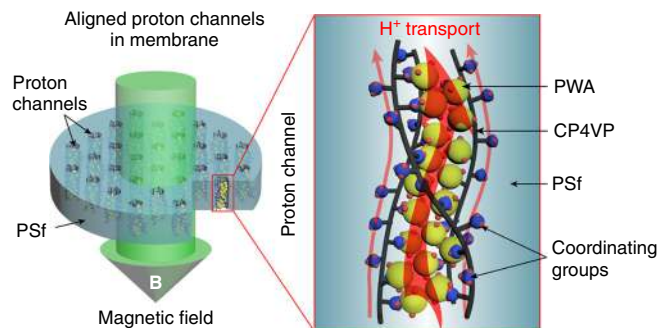 Aligned proton channels
in membrane
Proton
channels
PSf
B
Magnetic field
Proton channel
H⁺ transport
PWA
CP4VP
PSf
Coordinating
groups